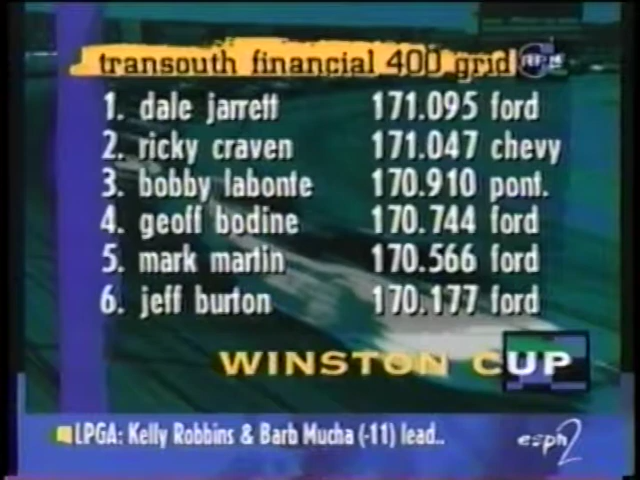 transouth financial 400 grid RPM
1. dale jarrett 171.095 ford
2. ricky craven 171.047 chevy
3. bobby labonte 170.910 pont.
4. geoff bodine 170.744 ford
5. mark martin 170.566 ford
6. jeff burton 170.177 ford
WINSTON CUP
LPGA: Kelly Robbins & Barb Mucha (-11) lead.. espn2